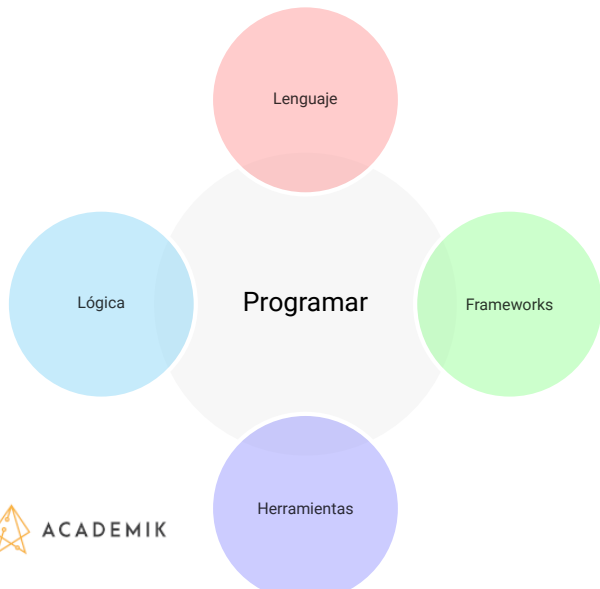 Lenguaje
Lógica
Programar
Frameworks
Herramientas
ACADEMIK